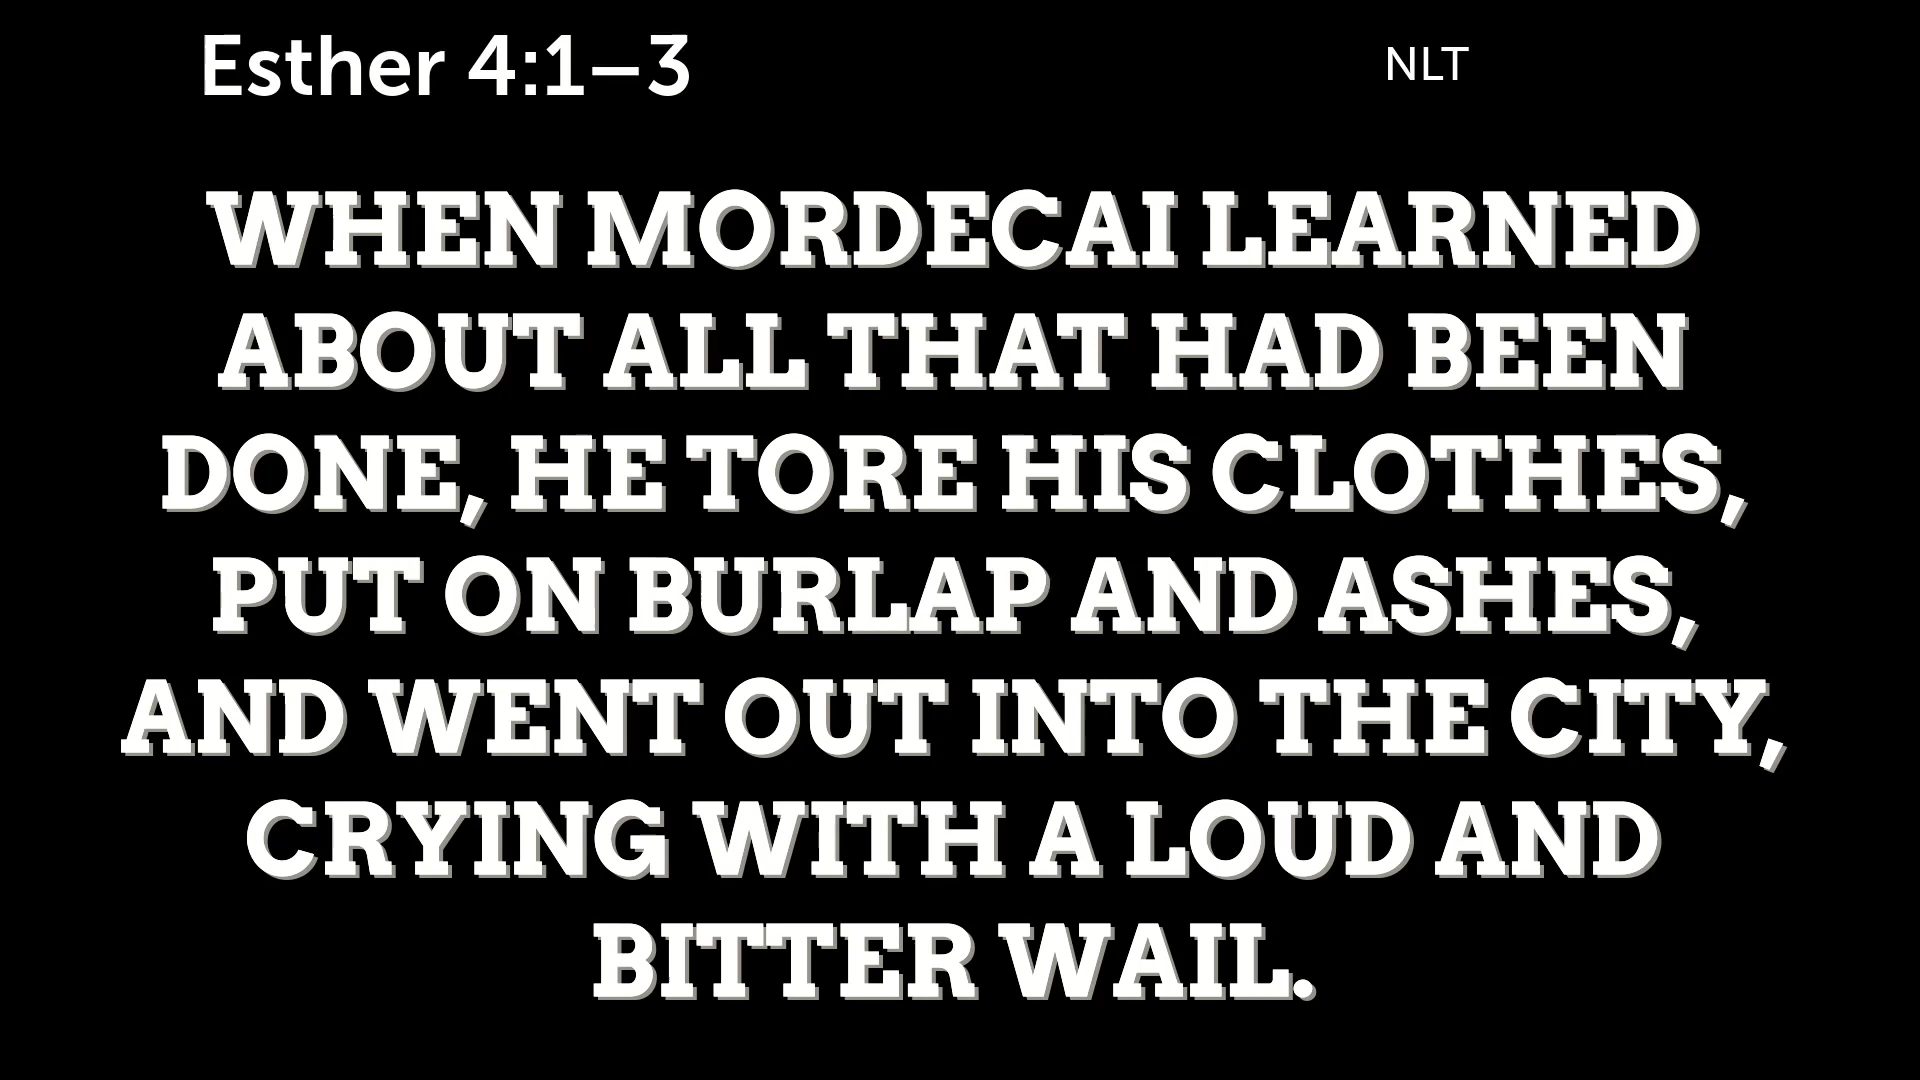 Esther 4:1–3
NLT
WHEN MORDECAI LEARNED
ABOUT ALL THAT HAD BEEN
DONE, HE TORE HIS CLOTHES,
PUT ON BURLAP AND ASHES,
AND WENT OUT INTO THE CITY,
CRYING WITH A LOUD AND
BITTER WAIL.